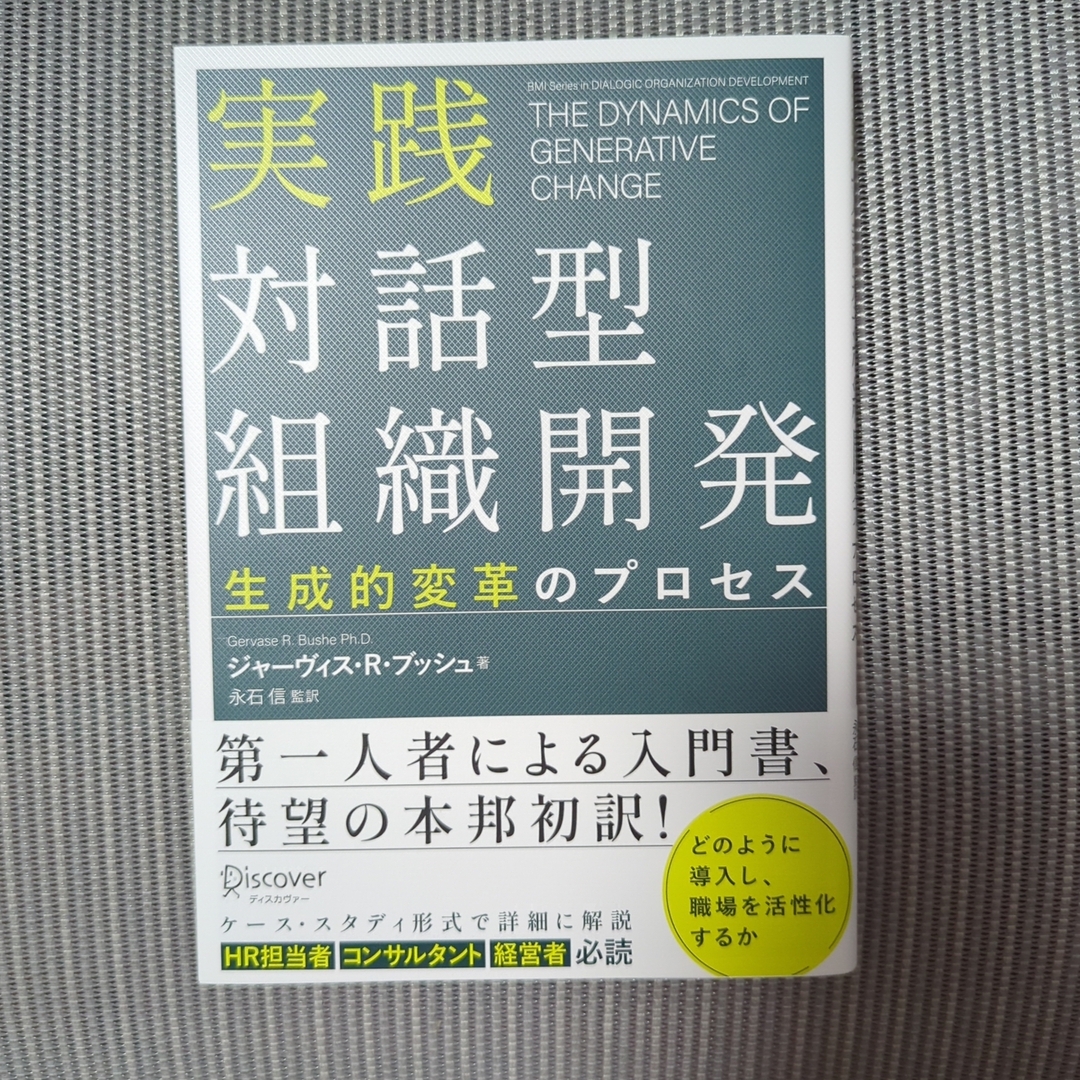 実践
BMI Series in DIALOGIC ORGANIZATION DEVELOPMENT
THE DYNAMICS OF
GENERATIVE
CHANGE
対話型
組織開発
生成的変革のプロセス
Gervase R. Bushe Ph.D.
ジャーヴィス・R・ブッシュ 著
永石 信 監訳
第一人者による入門書、
待望の本邦初訳!
Discover
ディスカヴァー
ケース・スタディ形式で詳細に解説
HR担当者 コンサルタント 経営者 必読
どのように
導入し、
職場を活性化
するか